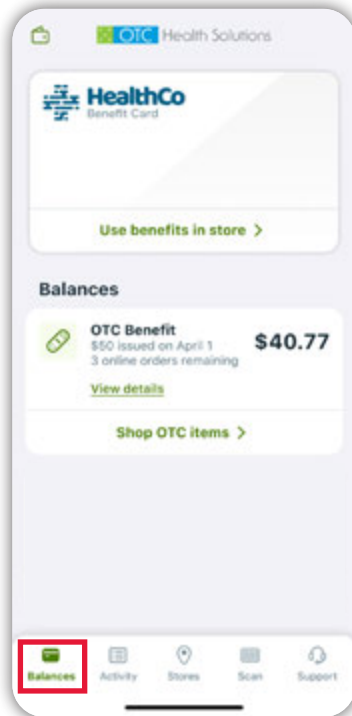 OTC Health Solutions
HealthCo
Benefit Card
Use benefits in store >
Balances
OTC Benefit
$50 issued on April 1
$40.77
3 online orders remaining
View details
Shop OTC items >
Balances Activity Stores Scan Support